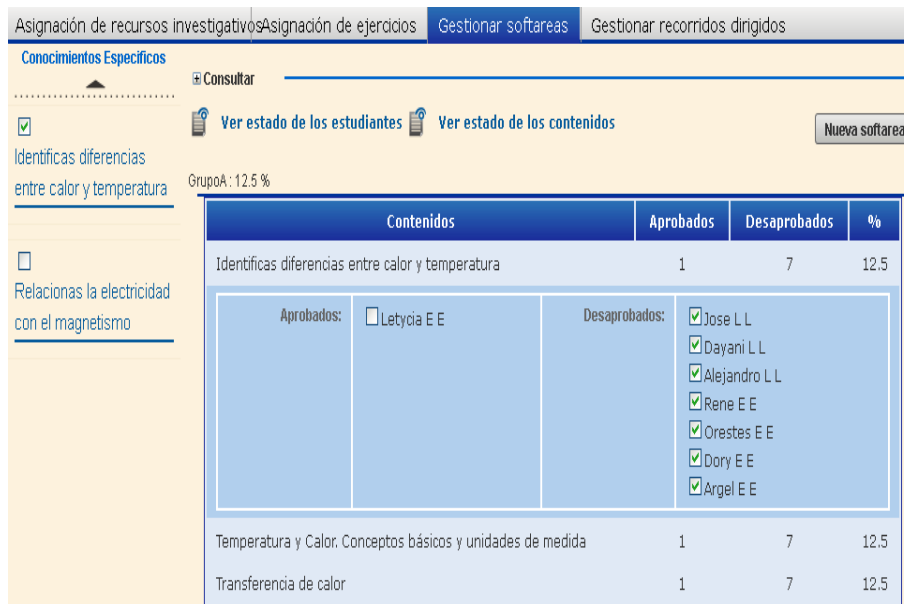 Asignación de recursos investigativos Asignación de ejercicios Gestionar softareas Gestionar recorridos dirigidos
Conocimientos Específicos
Identificas diferencias
entre calor y temperatura
Relacionas la electricidad
con el magnetismo
Consultar
Ver estado de los estudiantes Ver estado de los contenidos
Nueva softarea
GrupoA : 12.5 %
Contenidos Aprobados Desaprobados %
Identificas diferencias entre calor y temperatura 1 7 12.5
Aprobados: Letycia E E Desaprobados: Jose L L
Dayani L L
Alejandro L L
Rene E E
Orestes E E
Dory E E
Argel E E
Temperatura y Calor. Conceptos básicos y unidades de medida 1 7 12.5
Transferencia de calor 1 7 12.5